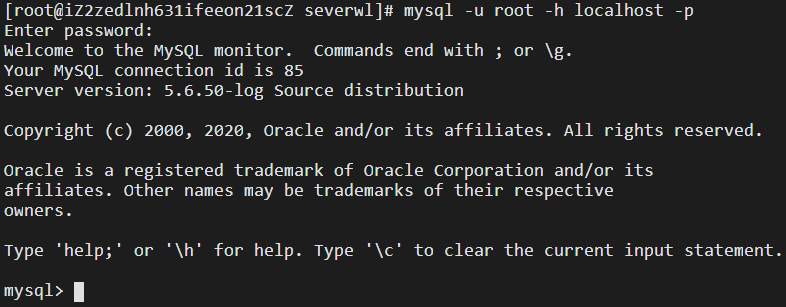 [root@iZ2zedlnh631ifeeon21scZ severwl]# mysql -u root -h localhost -p
Enter password:
Welcome to the MySQL monitor.  Commands end with ; or \g.
Your MySQL connection id is 85
Server version: 5.6.50-log Source distribution
Copyright (c) 2000, 2020, Oracle and/or its affiliates. All rights reserved.
Oracle is a registered trademark of Oracle Corporation and/or its
affiliates. Other names may be trademarks of their respective
owners.
Type 'help;' or '\h' for help. Type '\c' to clear the current input statement.
mysql>